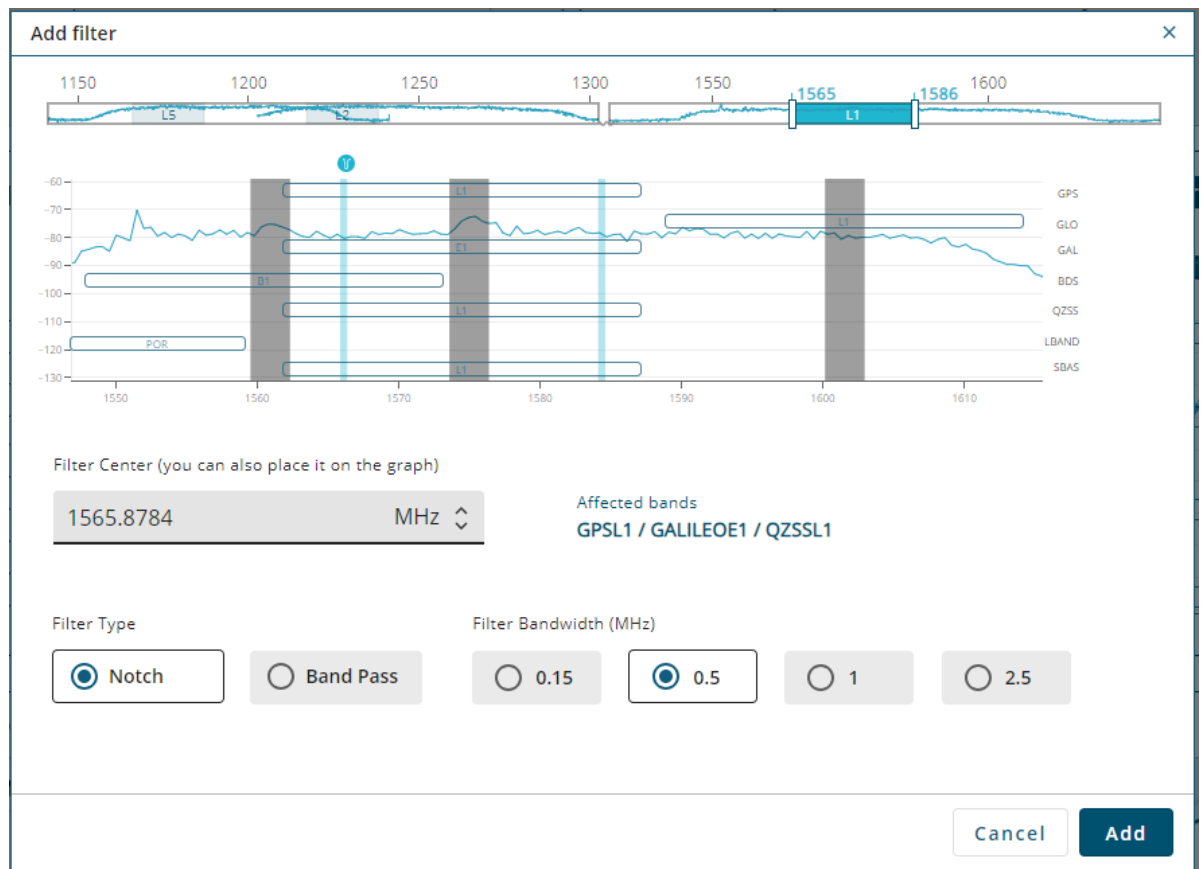 Add filter
1150 1200 1250 1300 1550 1600
1565 1586
L5 L2 L1
-60 L1 GPS
-70 L1 GLO
-80 E1 GAL
-90 B1 BDS
-100
-110 L1 QZSS
-120 POR LBAND
-130 L1 SBAS
1550 1560 1570 1580 1590 1600 1610
Filter Center (you can also place it on the graph)
1565.8784 MHz
Affected bands
GPSL1 / GALILEOE1 / QZSSL1
Filter Type Filter Bandwidth (MHz)
Notch Band Pass 0.15 0.5 1 2.5
Cancel Add